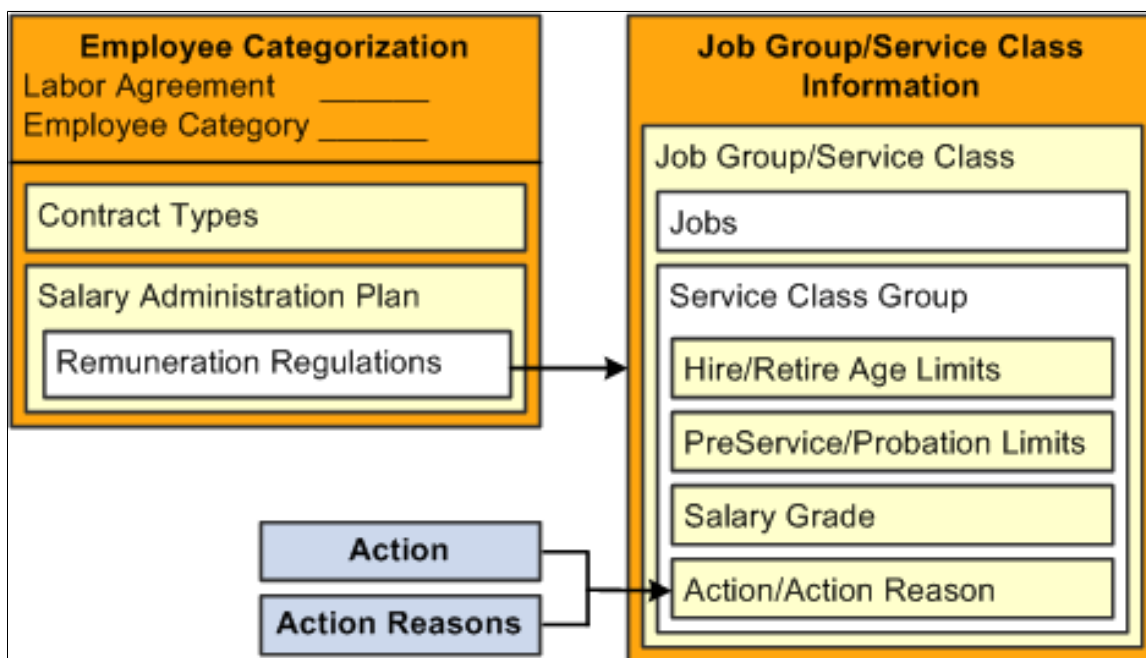 Employee Categorization
Labor Agreement ______
Employee Category ______
Contract Types
Salary Administration Plan
Remuneration Regulations
Action
Action Reasons
Job Group/Service Class
Information
Job Group/Service Class
Jobs
Service Class Group
Hire/Retire Age Limits
PreService/Probation Limits
Salary Grade
Action/Action Reason